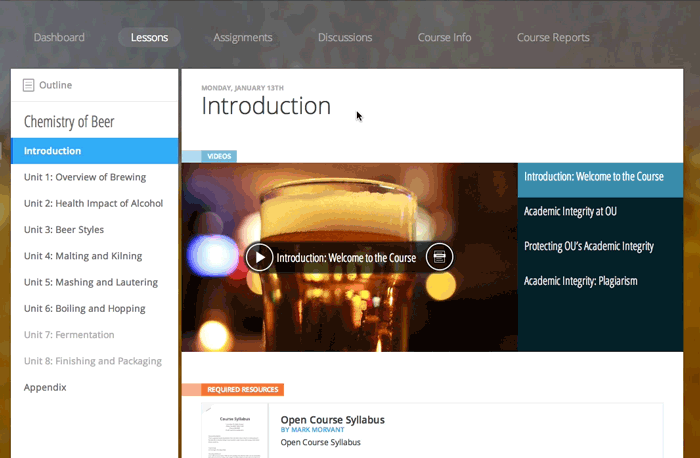 Dashboard
Lessons
Assignments
Discussions
Course Info
Course Reports
Outline
Chemistry of Beer
Introduction
Unit 1: Overview of Brewing
Unit 2: Health Impact of Alcohol
Unit 3: Beer Styles
Unit 4: Malting and Kilning
Unit 5: Mashing and Lautering
Unit 6: Boiling and Hopping
Unit 7: Fermentation
Unit 8: Finishing and Packaging
Appendix
MONDAY, JANUARY 13TH
Introduction
VIDEOS
Introduction: Welcome to the Course
Introduction: Welcome to the Course
Academic Integrity at OU
Protecting OU's Academic Integrity
Academic Integrity: Plagiarism
REQUIRED RESOURCES
Course Syllabus
Open Course Syllabus
BY MARK MORVANT
Open Course Syllabus